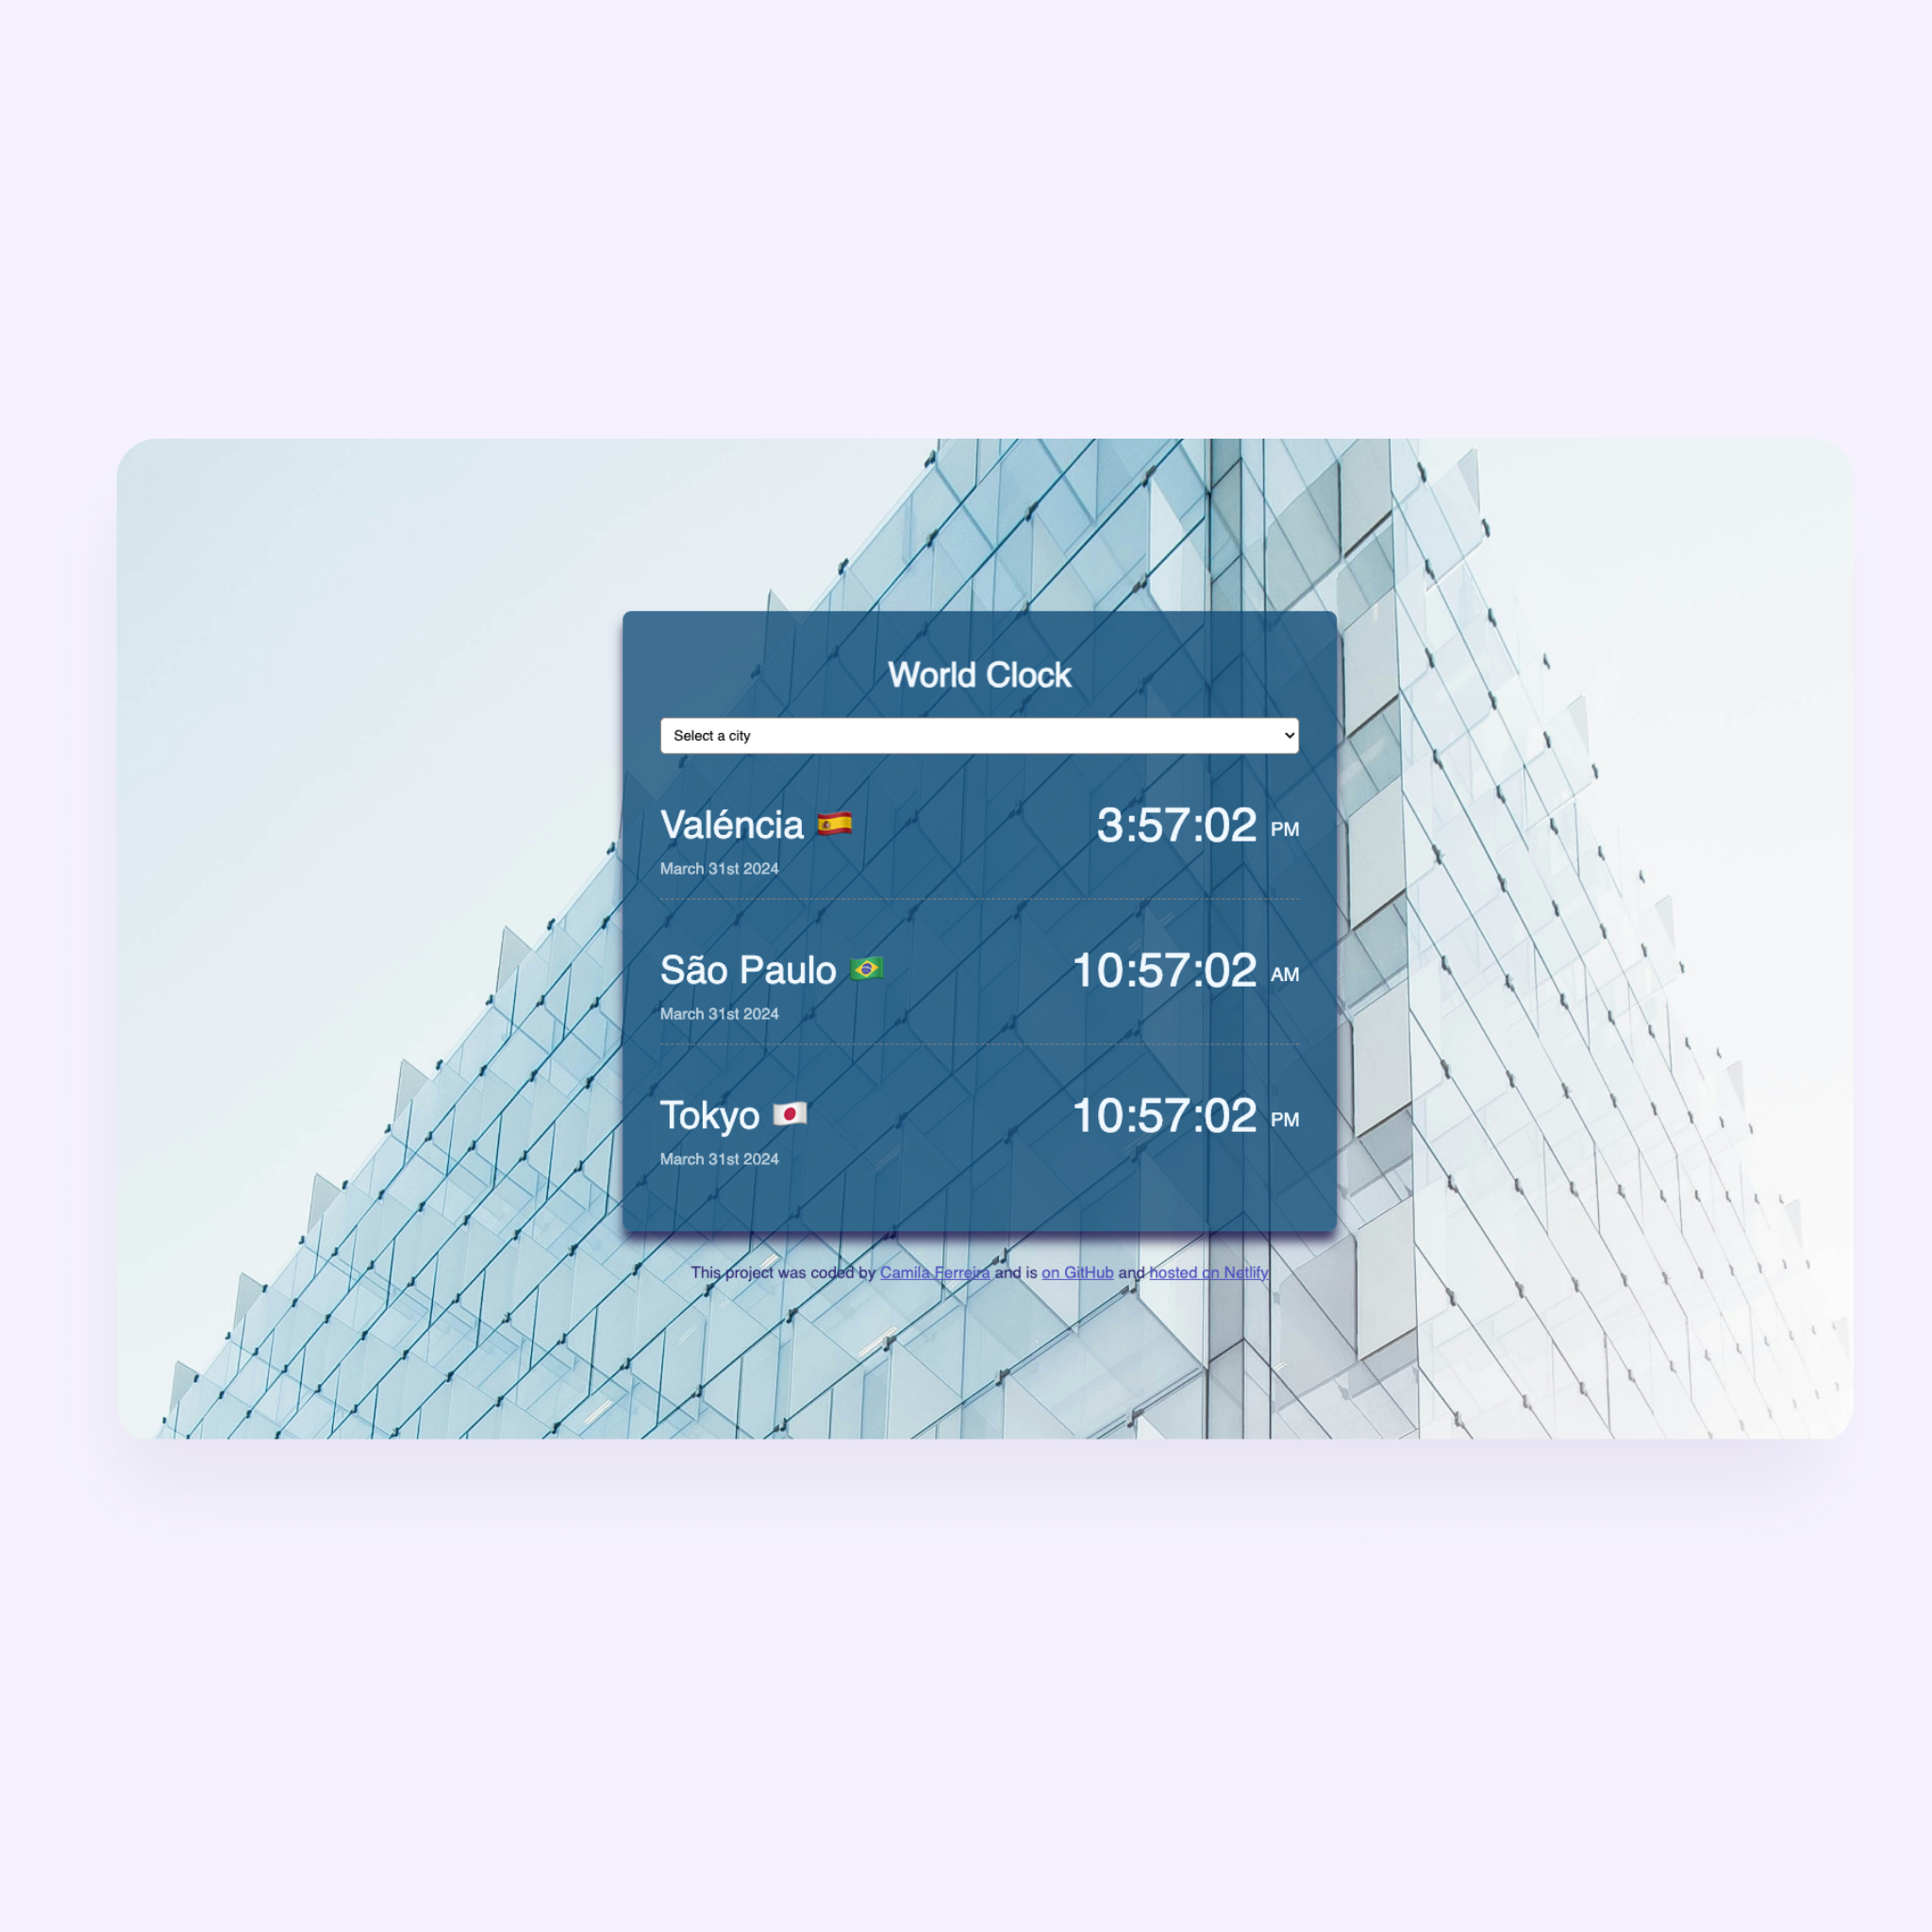 World Clock
Select a city
Valéncia 🇪🇸 3:57:02 PM
March 31st 2024
São Paulo 🇧🇷 10:57:02 AM
March 31st 2024
Tokyo 🇯🇵 10:57:02 PM
March 31st 2024
This project was coded by Camila Ferreira and is on GitHub and hosted on Netlify